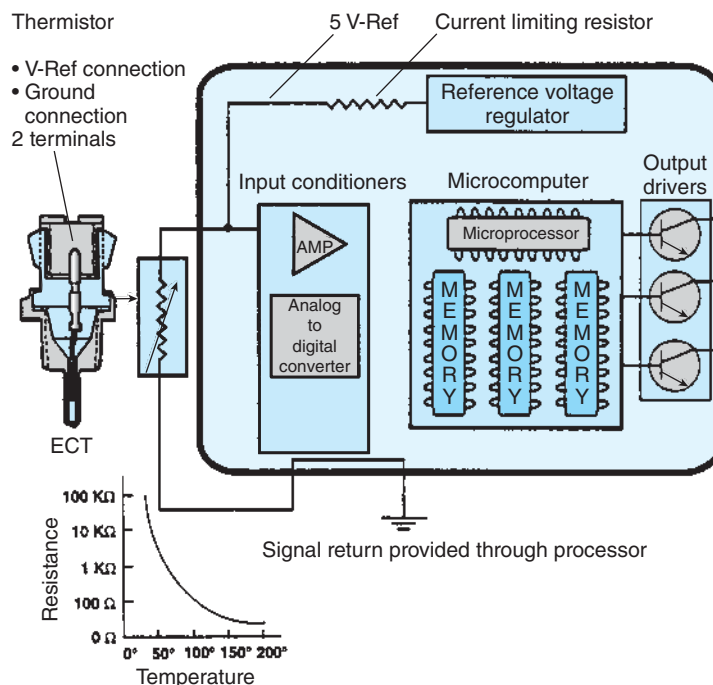 Thermistor
5 V-Ref
Current limiting resistor
• V-Ref connection
• Ground
connection
2 terminals
Reference voltage
regulator
Input conditioners
Microcomputer
Output
drivers
AMP
Microprocessor
Analog
to
digital
converter
MEMORY
MEMORY
MEMORY
ECT
Signal return provided through processor
Resistance
100 KΩ
10 KΩ
1 KΩ
100 Ω
0 Ω
0° 50° 100° 150° 200°
Temperature